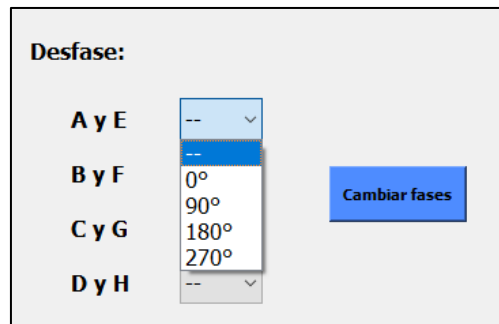 Desfase:
A y E --
--
B y F 0°
90°
Cambiar fases
C y G 180°
270°
D y H --